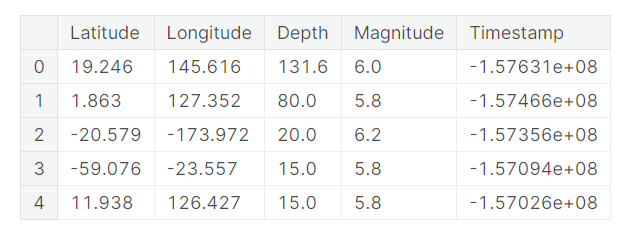 Latitude Longitude Depth Magnitude Timestamp
0 19.246 145.616 131.6 6.0 -1.57631e+08
1 1.863 127.352 80.0 5.8 -1.57466e+08
2 -20.579 -173.972 20.0 6.2 -1.57356e+08
3 -59.076 -23.557 15.0 5.8 -1.57094e+08
4 11.938 126.427 15.0 5.8 -1.57026e+08